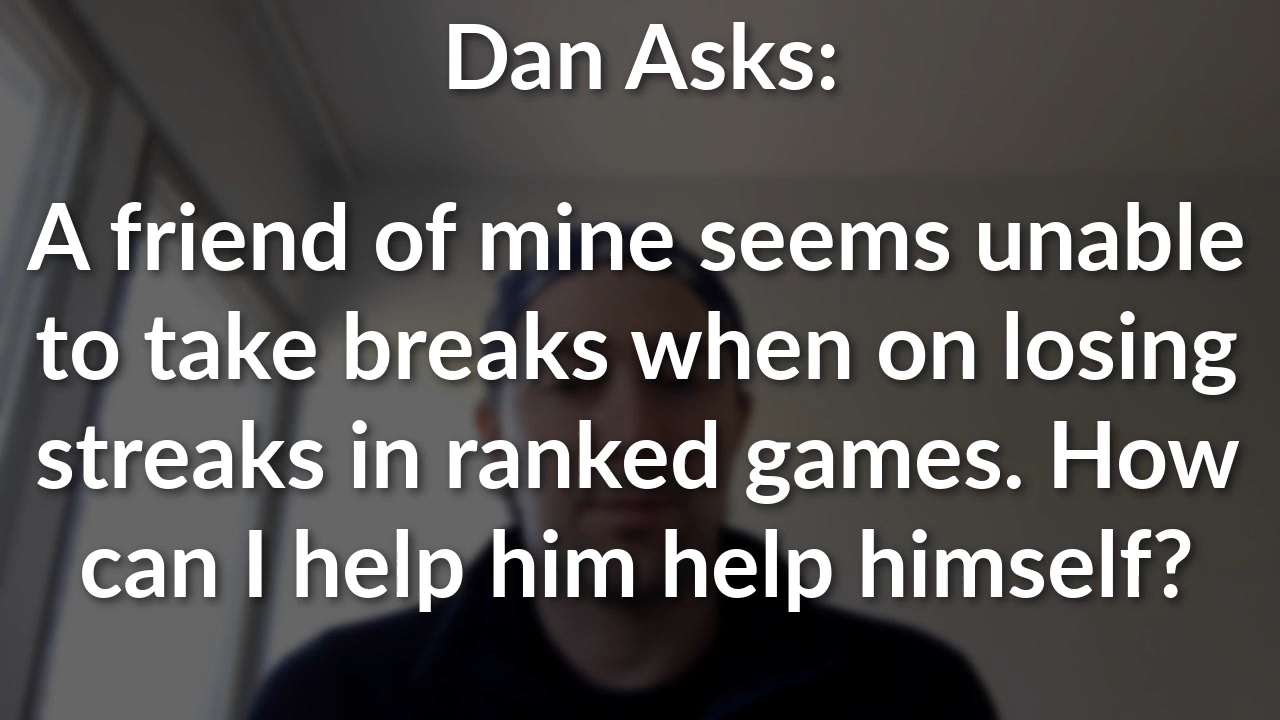 Dan Asks:
A friend of mine seems unable
to take breaks when on losing
streaks in ranked games. How
can I help him help himself?